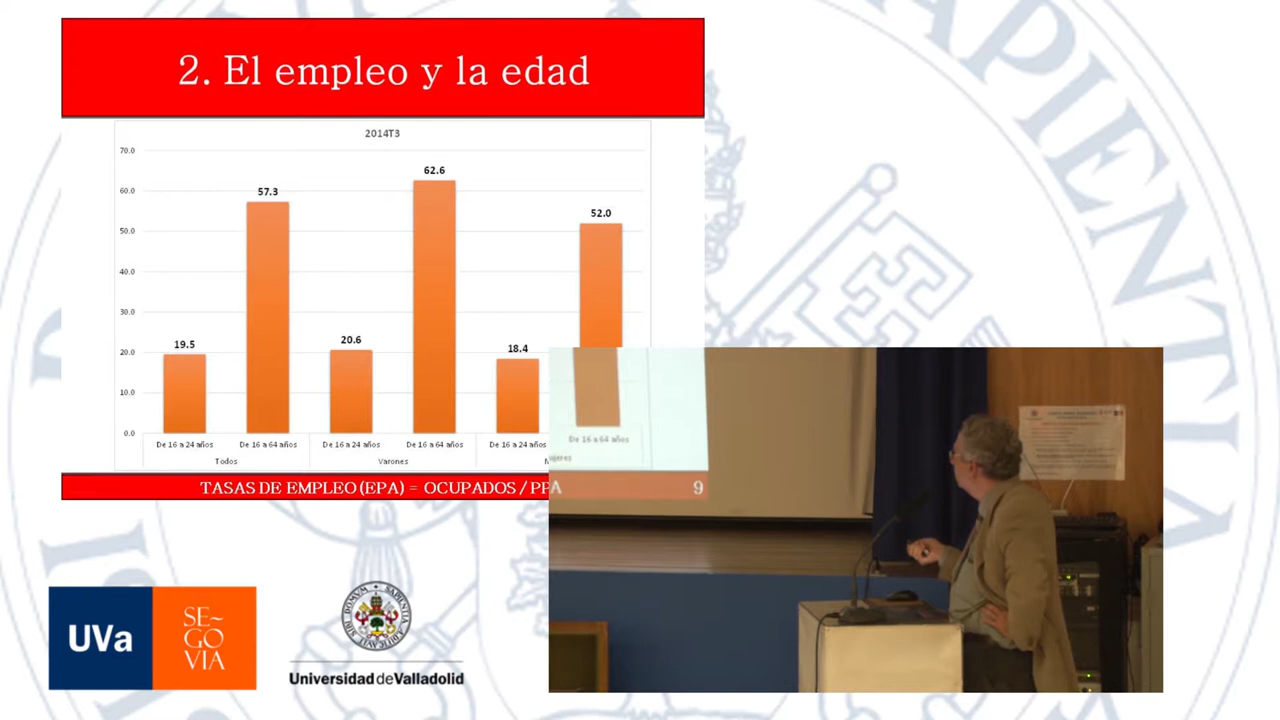 2. El empleo y la edad
2014T3
70.0
60.0
50.0
40.0
30.0
20.0
10.0
0.0
19.5
57.3
20.6
62.6
18.4
52.0
De 16 a 24 años
De 16 a 64 años
De 16 a 24 años
De 16 a 64 años
De 16 a 24 años
Todos
Varones
M
TASAS DE EMPLEO (EPA) = OCUPADOS / PP
De 16 a 64 años
ujeres
A
9
UVa
SE~
GO
VIA
Universidad de Valladolid
SAPIENTIA